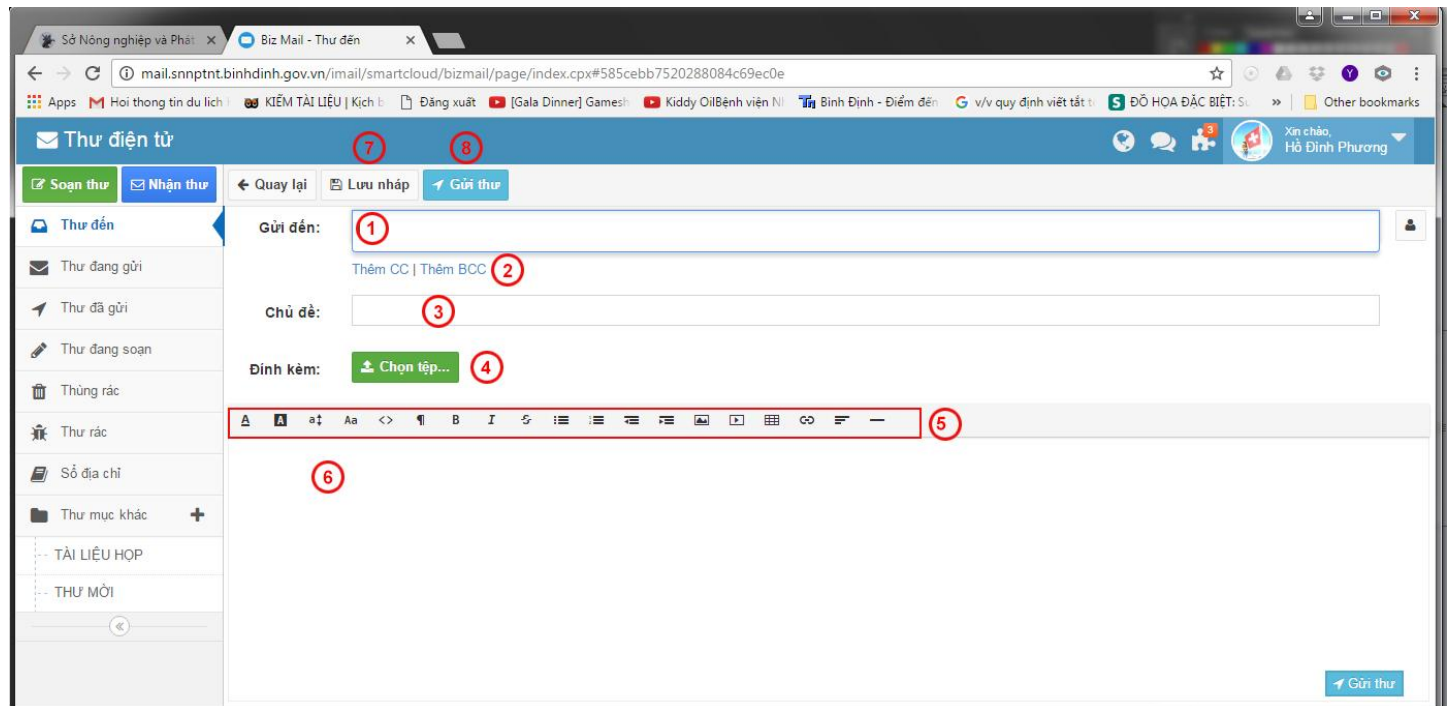 Sở Nông nghiệp và Phát
Biz Mail - Thư đến
mail.snnptnt.binhdinh.gov.vn/imail/smartcloud/bizmail/page/index.cpx#585cebb7520288084c69ec0e
Apps Hoi thong tin du lich KIẾM TÀI LIỆU | Kịch b Đăng xuất [Gala Dinner] Games Kiddy OilBệnh viện N Bình Định - Điểm đến v/v quy định viết tắt t ĐỒ HỌA ĐẶC BIỆT: S » Other bookmarks
Thư điện tử
7
8
3
Xin chào,
Hồ Đình Phương
Soạn thư Nhận thư Quay lại Lưu nháp Gửi thư
Thư đến
Gửi đến: 1
Thư đang gửi
Thêm CC | Thêm BCC 2
Thư đã gửi
Chủ đề: 3
Thư đang soạn
Đính kèm: Chọn tệp... 4
Thùng rác
Thư rác
A A a Aa <> ¶ B I S 5
Sổ địa chỉ
6
Thư mục khác +
TÀI LIỆU HỌP
THƯ MỜI
Gửi thư